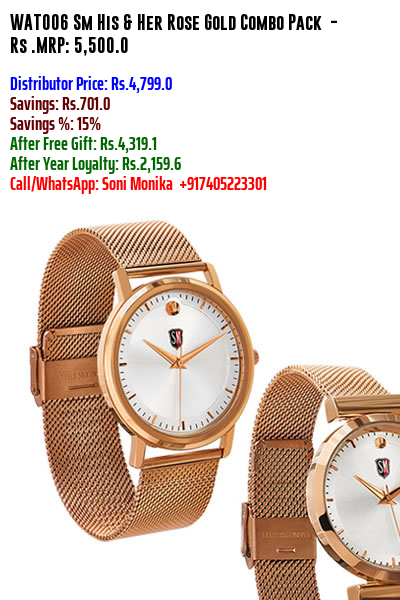 WAT006 Sm His & Her Rose Gold Combo Pack -
Rs .MRP: 5,500.0
Distributor Price: Rs.4,799.0
Savings: Rs.701.0
Savings %: 15%
After Free Gift: Rs.4,319.1
After Year Loyalty: Rs.2,159.6
Call/WhatsApp: Soni Monika +917405223301
SM
SM